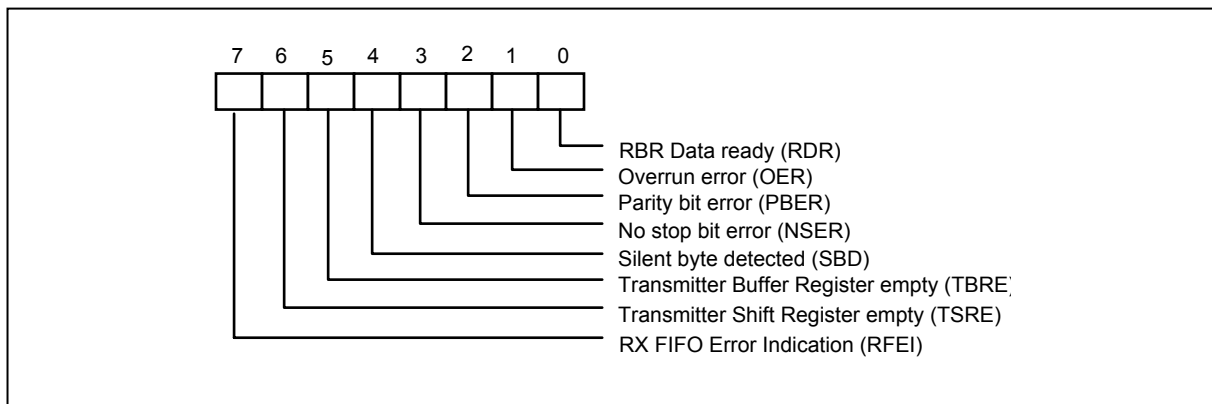 7 6 5 4 3 2 1 0
RBR Data ready (RDR)
Overrun error (OER)
Parity bit error (PBER)
No stop bit error (NSER)
Silent byte detected (SBD)
Transmitter Buffer Register empty (TBRE)
Transmitter Shift Register empty (TSRE)
RX FIFO Error Indication (RFEI)